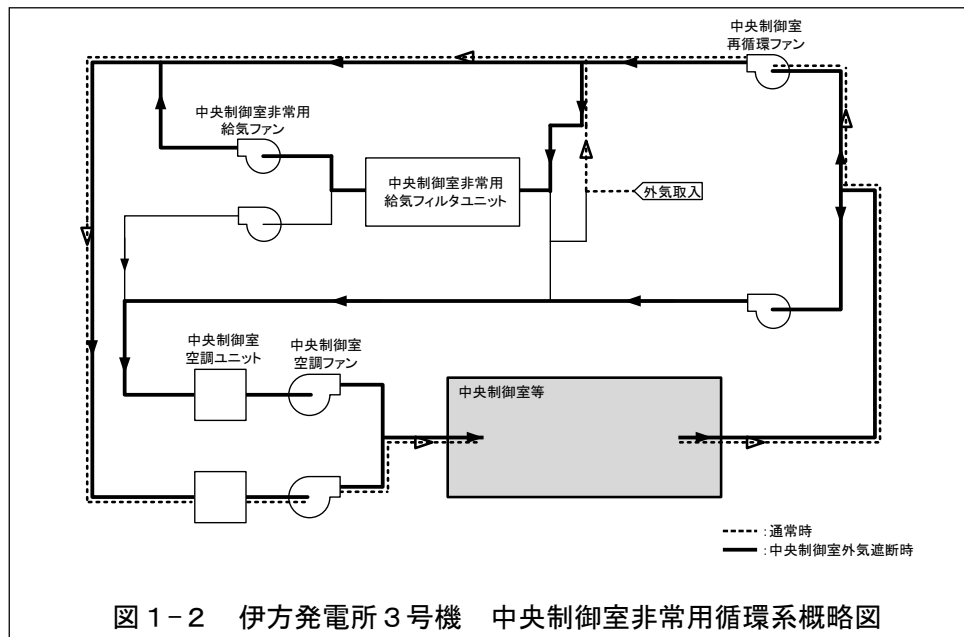 中央制御室
再循環ファン
中央制御室非常用
給気ファン
中央制御室非常用
給気フィルタユニット
外気取入
中央制御室
空調ユニット
中央制御室
空調ファン
中央制御室等
:通常時
:中央制御室外気遮断時
図1-2 伊方発電所3号機 中央制御室非常用循環系概略図